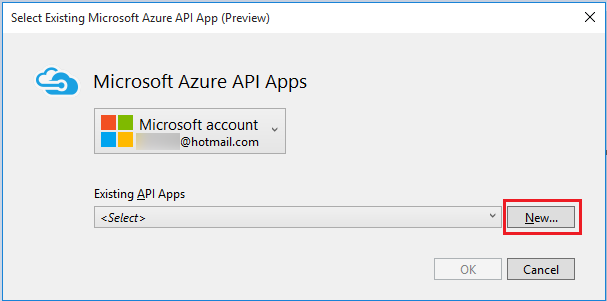 Select Existing Microsoft Azure API App (Preview)
Microsoft Azure API Apps
Microsoft account
@hotmail.com
Existing API Apps
<Select>
New...
OK
Cancel